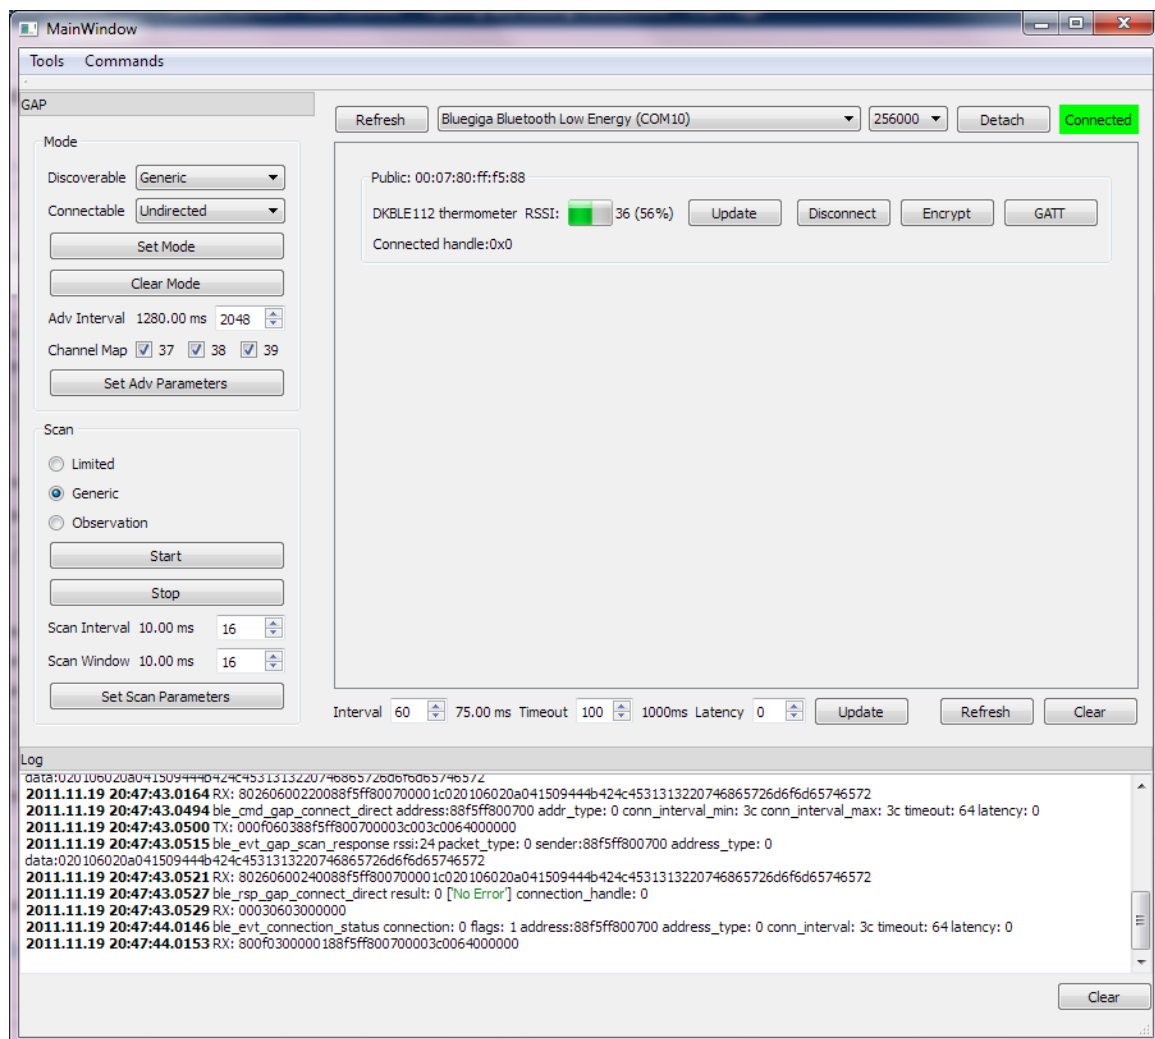 MainWindow
Tools Commands
GAP
Refresh Bluegiga Bluetooth Low Energy (COM10) 256000 Detach Connected
Mode
Discoverable Generic
Connectable Undirected
Set Mode
Clear Mode
Adv Interval 1280.00 ms 2048
Channel Map 37 38 39
Set Adv Parameters
Public: 00:07:80:ff:f5:88
DKBLE112 thermometer RSSI: 36 (56%) Update Disconnect Encrypt GATT
Connected handle:0x0
Scan
Limited
Generic
Observation
Start
Stop
Scan Interval 10.00 ms 16
Scan Window 10.00 ms 16
Set Scan Parameters
Interval 60 75.00 ms Timeout 100 1000ms Latency 0 Update Refresh Clear
Log
data:020106020a041509444b424c4531313220746865726d6f6d65746572
2011.11.19 20:47:43.0164 RX: 80260600220088f5ff800700001c020106020a041509444b424c4531313220746865726d6f6d65746572
2011.11.19 20:47:43.0494 ble_cmd_gap_connect_direct address:88f5ff800700 addr_type: 0 conn_interval_min: 3c conn_interval_max: 3c timeout: 64 latency: 0
2011.11.19 20:47:43.0500 TX: 000f060388f5ff800700003c003c0064000000
2011.11.19 20:47:43.0515 ble_evt_gap_scan_response rssi:24 packet_type: 0 sender:88f5ff800700 address_type: 0
data:020106020a041509444b424c4531313220746865726d6f6d65746572
2011.11.19 20:47:43.0521 RX: 80260600240088f5ff800700001c020106020a041509444b424c4531313220746865726d6f6d65746572
2011.11.19 20:47:43.0527 ble_rsp_gap_connect_direct result: 0 ['No Error'] connection_handle: 0
2011.11.19 20:47:43.0529 RX: 00030603000000
2011.11.19 20:47:44.0146 ble_evt_connection_status connection: 0 flags: 1 address:88f5ff800700 address_type: 0 conn_interval: 3c timeout: 64 latency: 0
2011.11.19 20:47:44.0153 RX: 800f0300000188f5ff800700003c0064000000
Clear